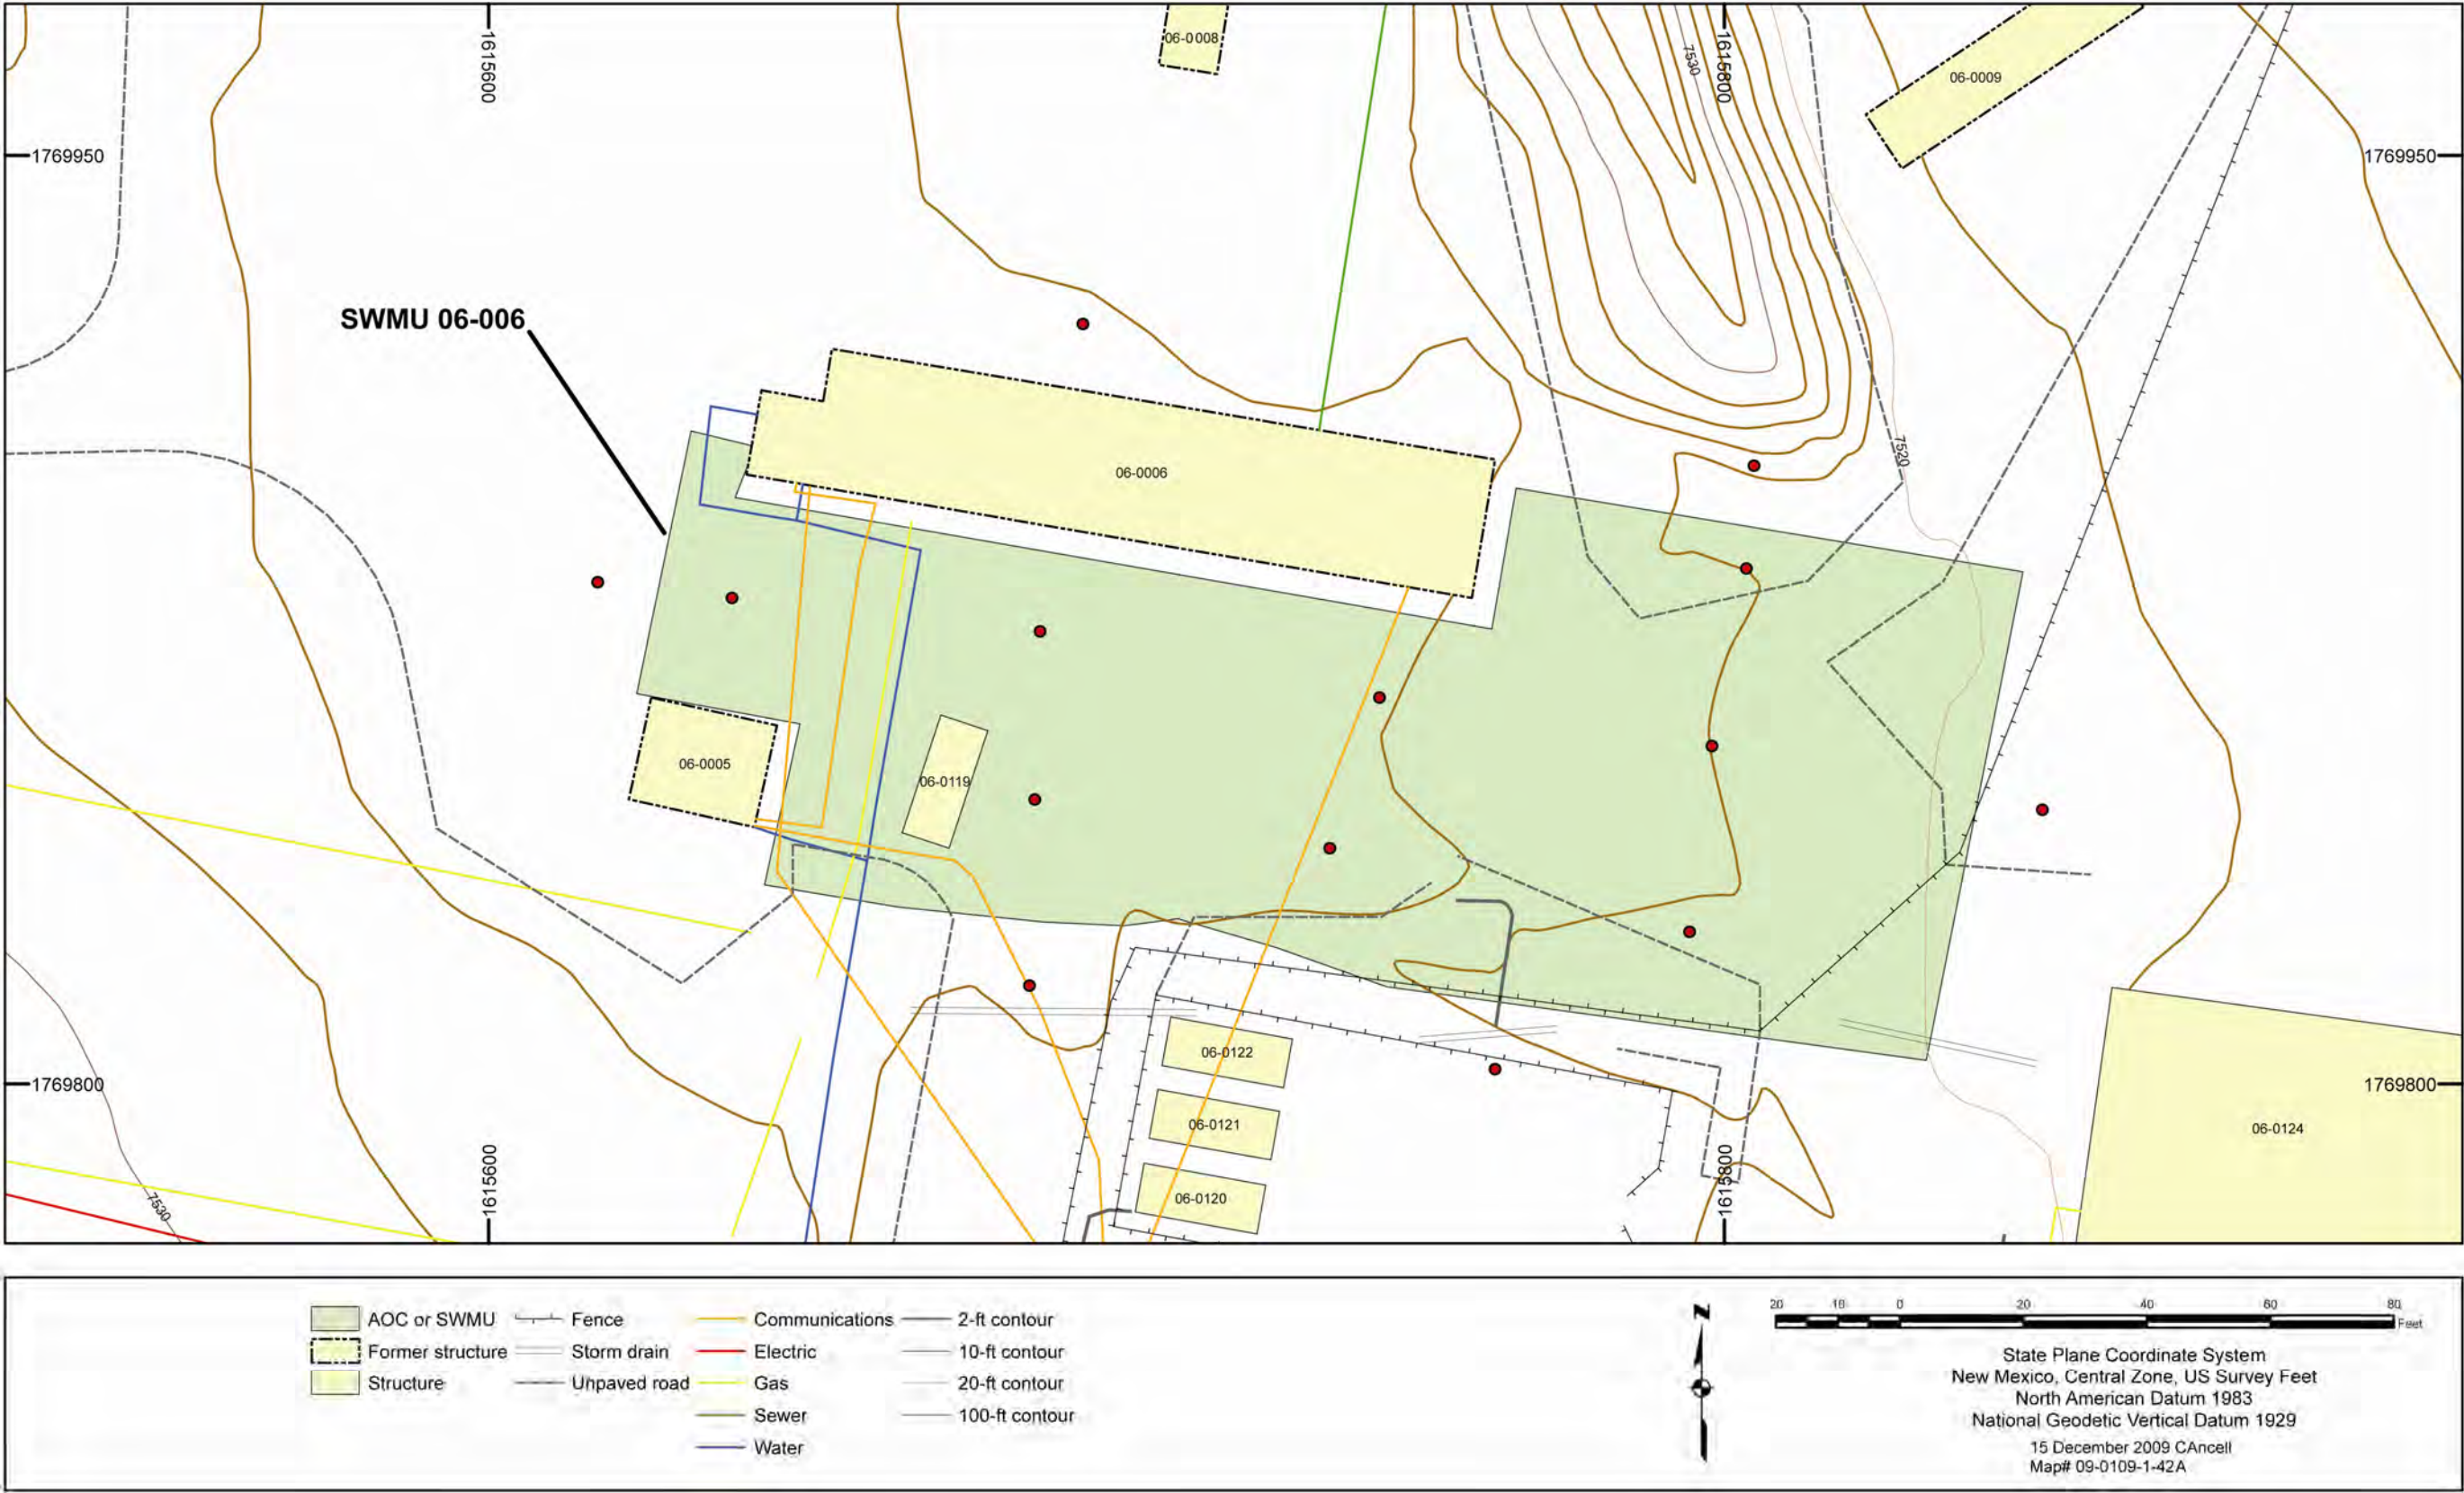 1615600
06-0008
7530
1615800
06-0009
1769950
1769950
SWMU 06-006
06-0006
7520
06-0005
06-0119
06-0122
1769800
1769800
06-0121
06-0124
1615600
1615800
06-0120
7530
AOC or SWMU
Former structure
Structure
Fence
Storm drain
Unpaved road
Communications
Electric
Gas
Sewer
Water
2-ft contour
10-ft contour
20-ft contour
100-ft contour
N
20 10 0 20 40 60 80
Feet
State Plane Coordinate System
New Mexico, Central Zone, US Survey Feet
North American Datum 1983
National Geodetic Vertical Datum 1929
15 December 2009 CAncell
Map# 09-0109-1-42A